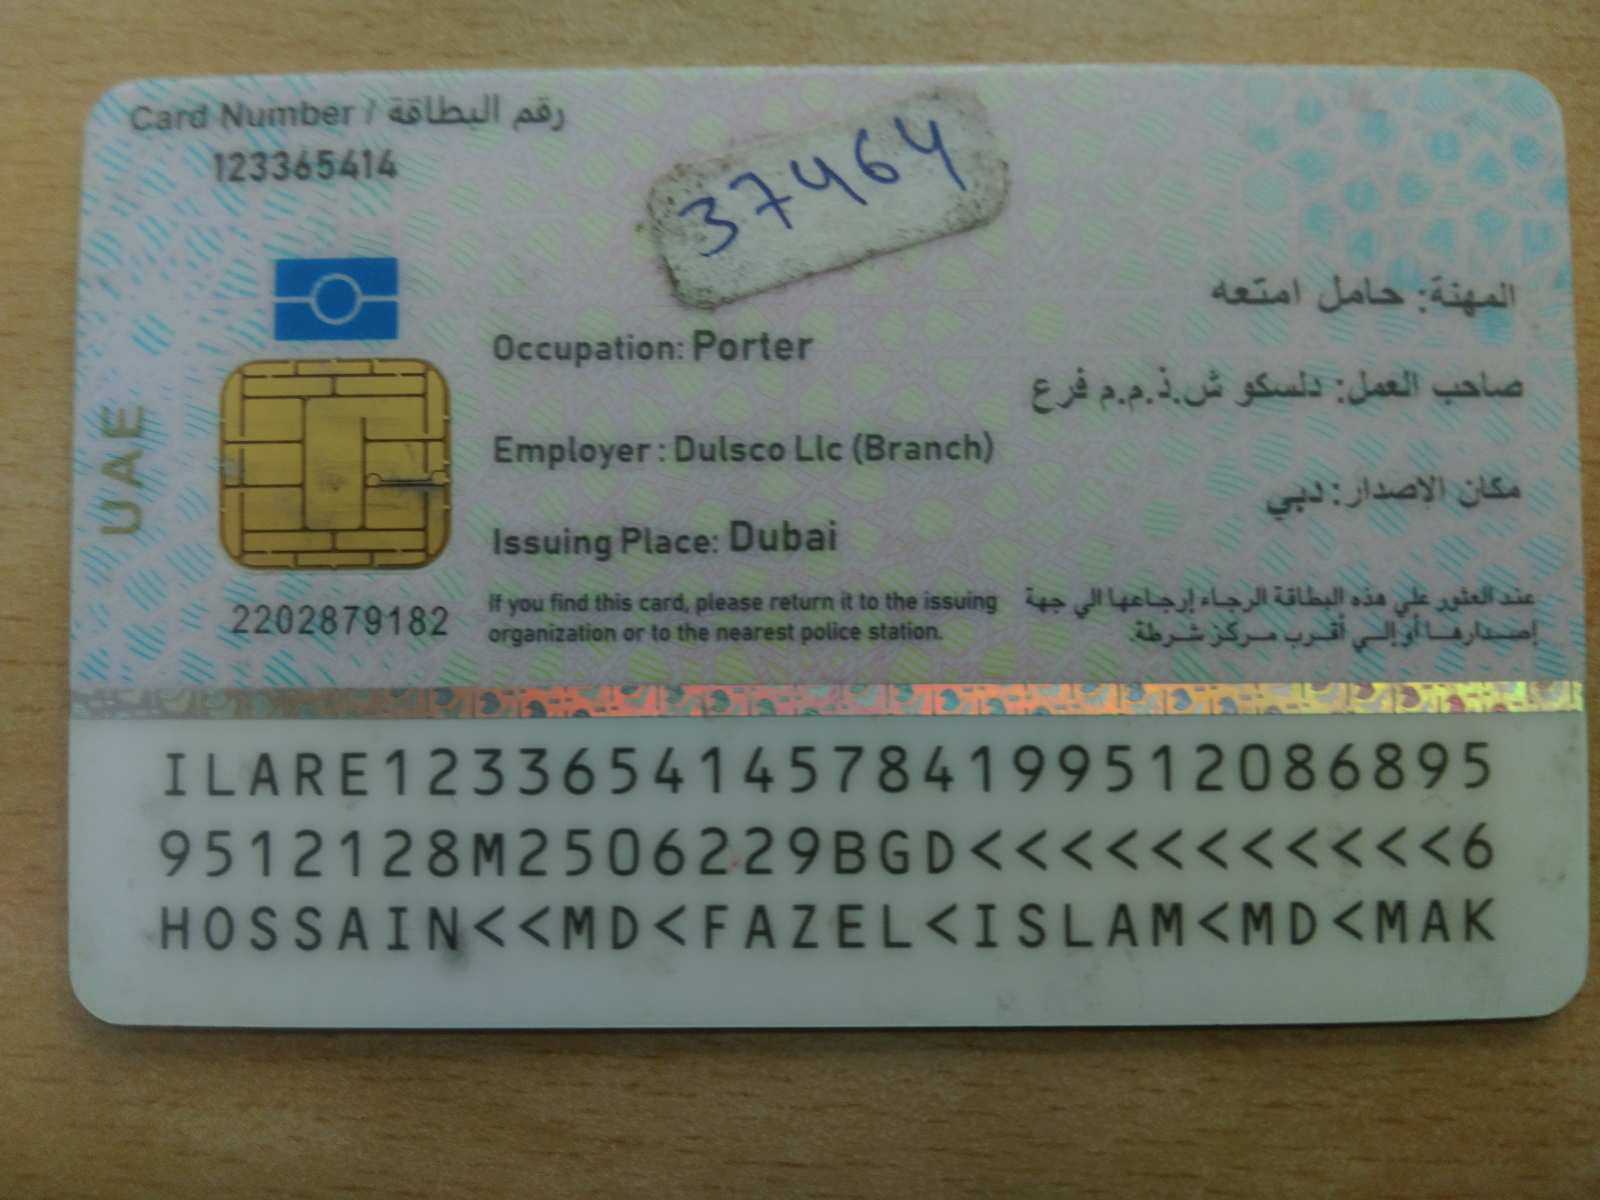 Card Number / رقم البطاقة
123365414
37464
المهنة: حامل امتعه
Occupation: Porter
صاحب العمل: دلسكو ش.ذ.م.م فرع
Employer : Dulsco Llc (Branch)
مكان الاصدار: دبي
Issuing Place: Dubai
UAE
2202879182
If you find this card, please return it to the issuing
organization or to the nearest police station.
عند العثور علي هذه البطاقة الرجاء إرجاعها الي جهة
إصدارها أو إلي أقرب مركز شرطة.
ILARE1233654145784199512086895
9512128M2506229BGD<<<<<<<<<<<6
HOSSAIN<<MD<FAZEL<ISLAM<MD<MAK